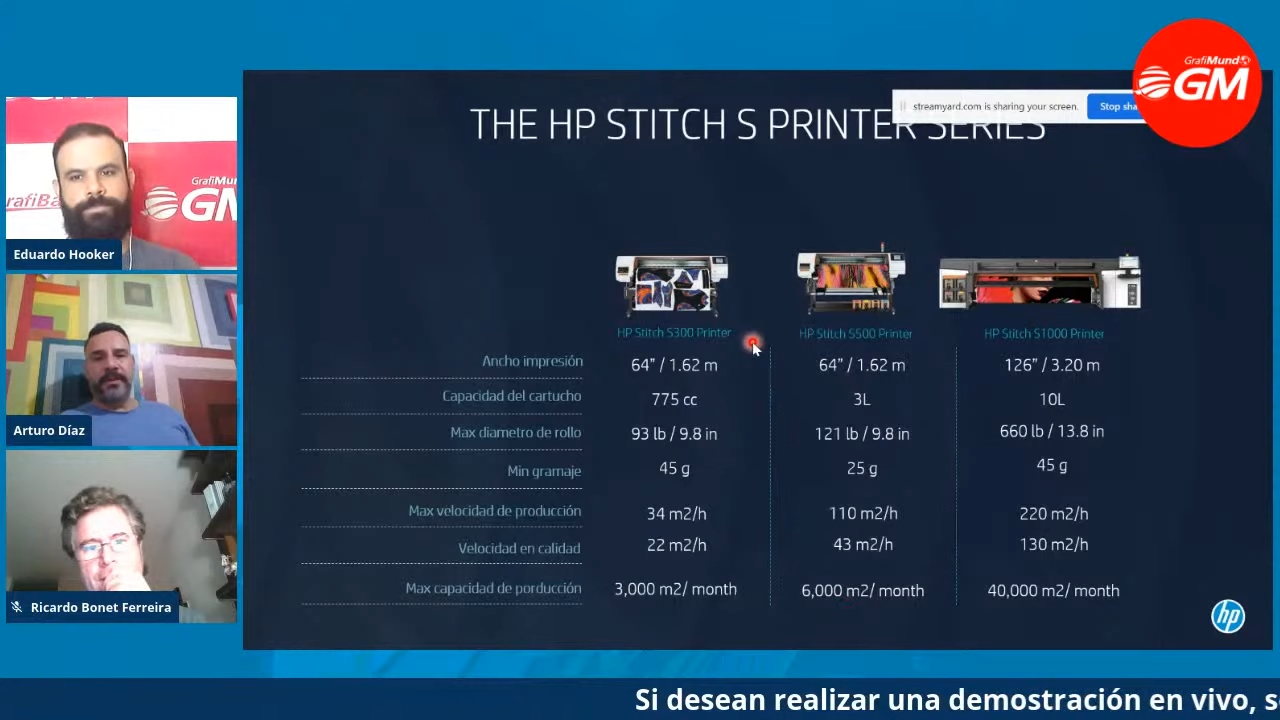 GrafiMundo
GM
streamyard.com is sharing your screen.
Stop sha
THE HP STITCH S PRINTER SERIES
GrafiMu
rafiBa
GM
Eduardo Hooker
Arturo Díaz
Ricardo Bonet Ferreira
HP Stitch S300 Printer
HP Stitch S500 Printer
HP Stitch S1000 Printer
Ancho impresión 64” / 1.62 m 64” / 1.62 m 126” / 3.20 m
Capacidad del cartucho 775 cc 3L 10L
Max diametro de rollo 93 lb / 9.8 in 121 lb / 9.8 in 660 lb / 13.8 in
Min gramaje 45 g 25 g 45 g
Max velocidad de producción 34 m2/h 110 m2/h 220 m2/h
Velocidad en calidad 22 m2/h 43 m2/h 130 m2/h
Max capacidad de porducción 3,000 m2/ month 6,000 m2/ month 40,000 m2/ month
hp
Si desean realizar una demostración en vivo, s